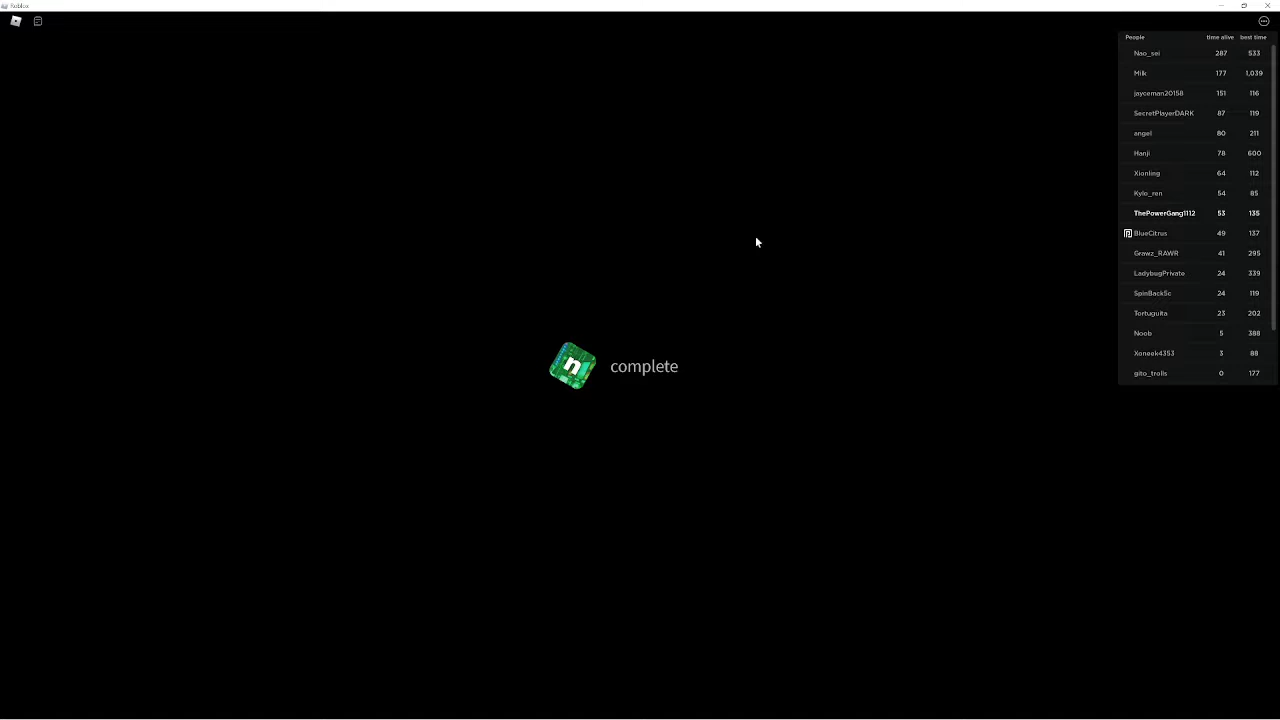 Roblox
People time alive best time
Nao_sei 287 533
Milk 177 1,039
jayceman20158 151 116
SecretPlayerDARK 87 119
angel 80 211
Hanji 78 600
Xionling 64 112
Kylo_ren 54 85
ThePowerGang1112 53 135
BlueCitrus 49 137
Grawz_RAWR 41 295
LadybugPrivate 24 339
SpinBackSc 24 119
Tortuguita 23 202
Noob 5 388
Xoneek4353 3 88
gito_trolls 0 177
n complete